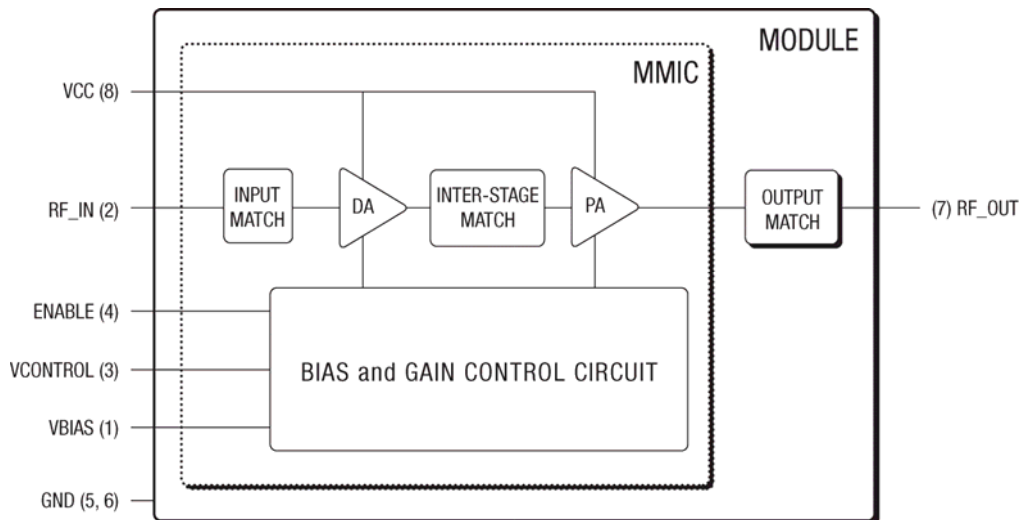 MODULE
MMIC
VCC (8)
RF_IN (2)
INPUT
MATCH
DA
INTER-STAGE
MATCH
PA
OUTPUT
MATCH
(7) RF_OUT
ENABLE (4)
VCONTROL (3)
BIAS and GAIN CONTROL CIRCUIT
VBIAS (1)
GND (5, 6)